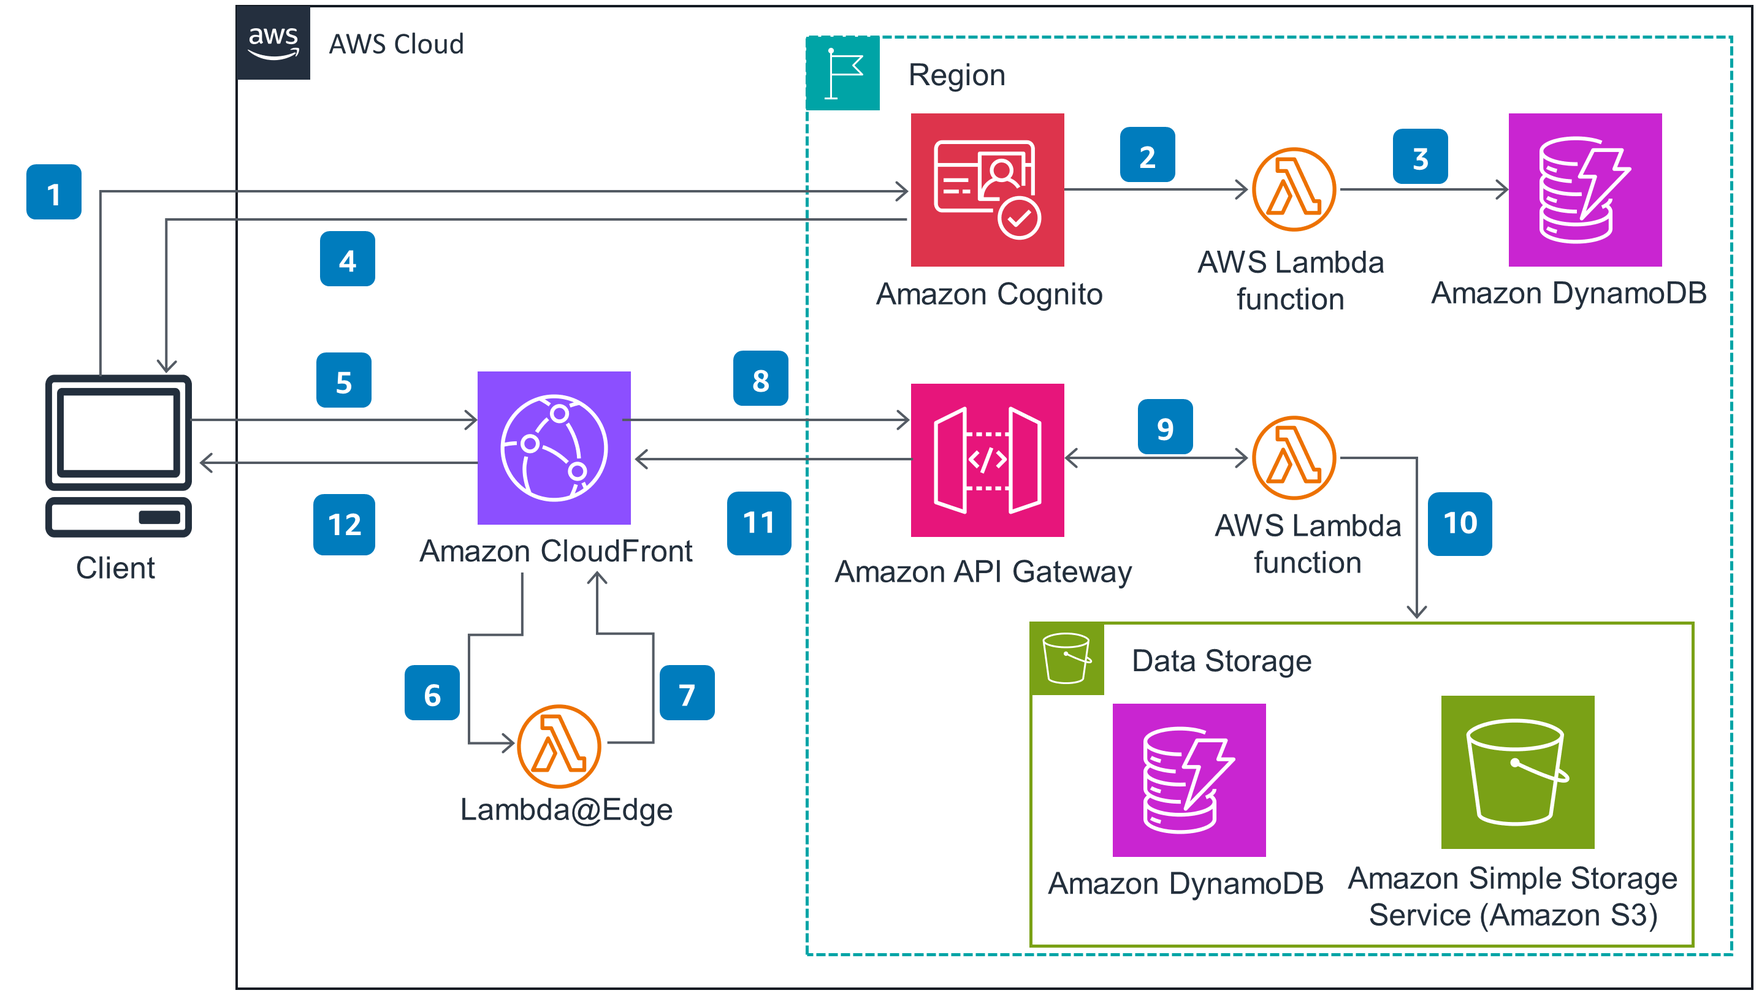 aws
AWS Cloud
Region
1
2
3
4
Amazon Cognito
AWS Lambda
function
Amazon DynamoDB
5
8
9
</>
12
11
10
Client
Amazon CloudFront
Amazon API Gateway
AWS Lambda
function
6
7
Lambda@Edge
Data Storage
Amazon DynamoDB
Amazon Simple Storage
Service (Amazon S3)